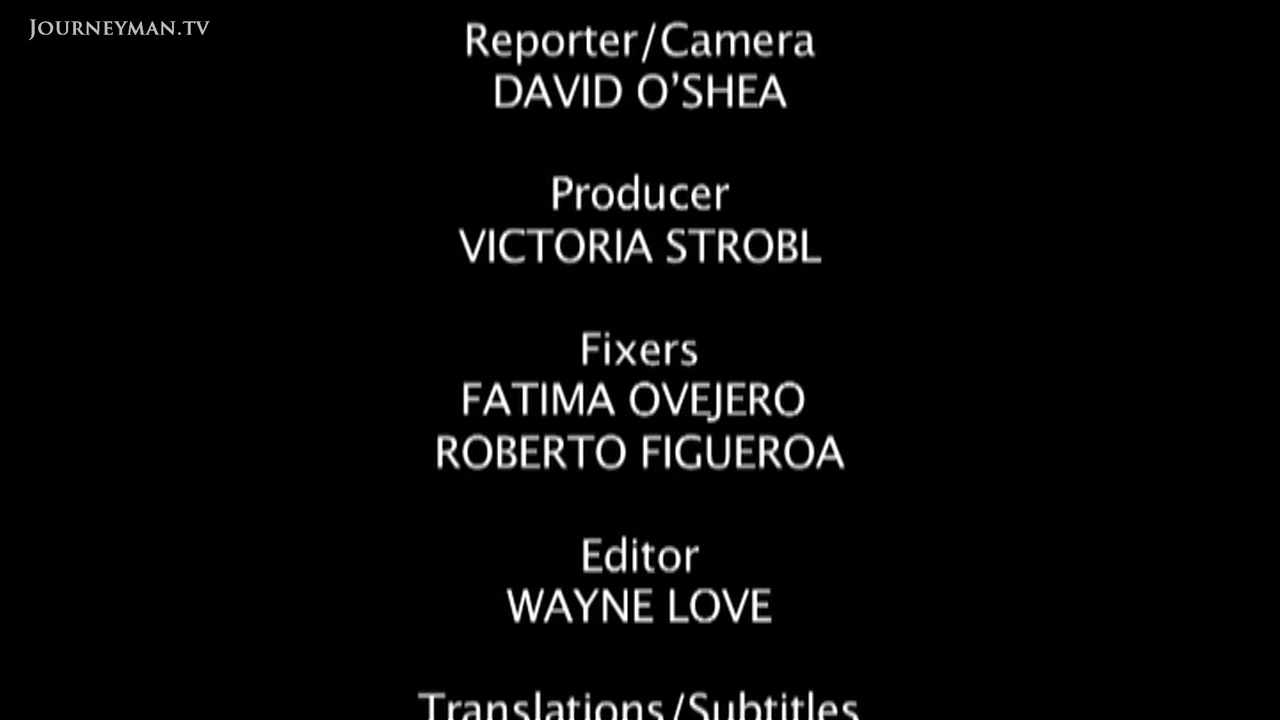 JOURNEYMAN.TV
Reporter/Camera
DAVID O'SHEA
Producer
VICTORIA STROBL
Fixers
FATIMA OVEJERO
ROBERTO FIGUEROA
Editor
WAYNE LOVE
Translations/Subtitles